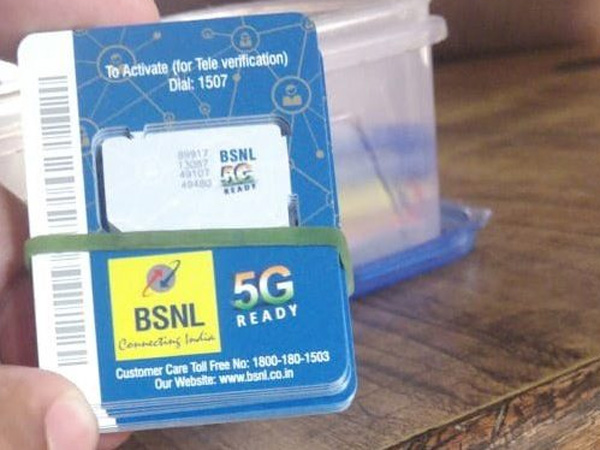 To Activate (for Tele verification)
Dial: 1507
89917
13087
49107
49480
BSNL
5G
READY
BSNL
Connecting India
5G
READY
Customer Care Toll Free No: 1800-180-1503
Our Website: www.bsnl.co.in